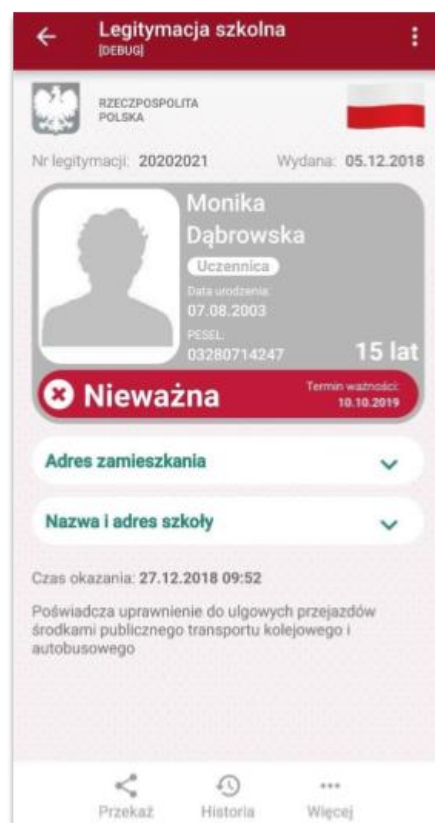 Legitymacja szkolna
[DEBUG]
RZECZPOSPOLITA
POLSKA
Nr legitymacji: 20202021 Wydana: 05.12.2018
Monika
Dąbrowska
Uczennica
Data urodzenia:
07.08.2003
PESEL:
03280714247
15 lat
Nieważna
Termin ważności:
10.10.2019
Adres zamieszkania
Nazwa i adres szkoły
Czas okazania: 27.12.2018 09:52
Poświadcza uprawnienie do ulgowych przejazdów
środkami publicznego transportu kolejowego i
autobusowego
Przekaż Historia Więcej